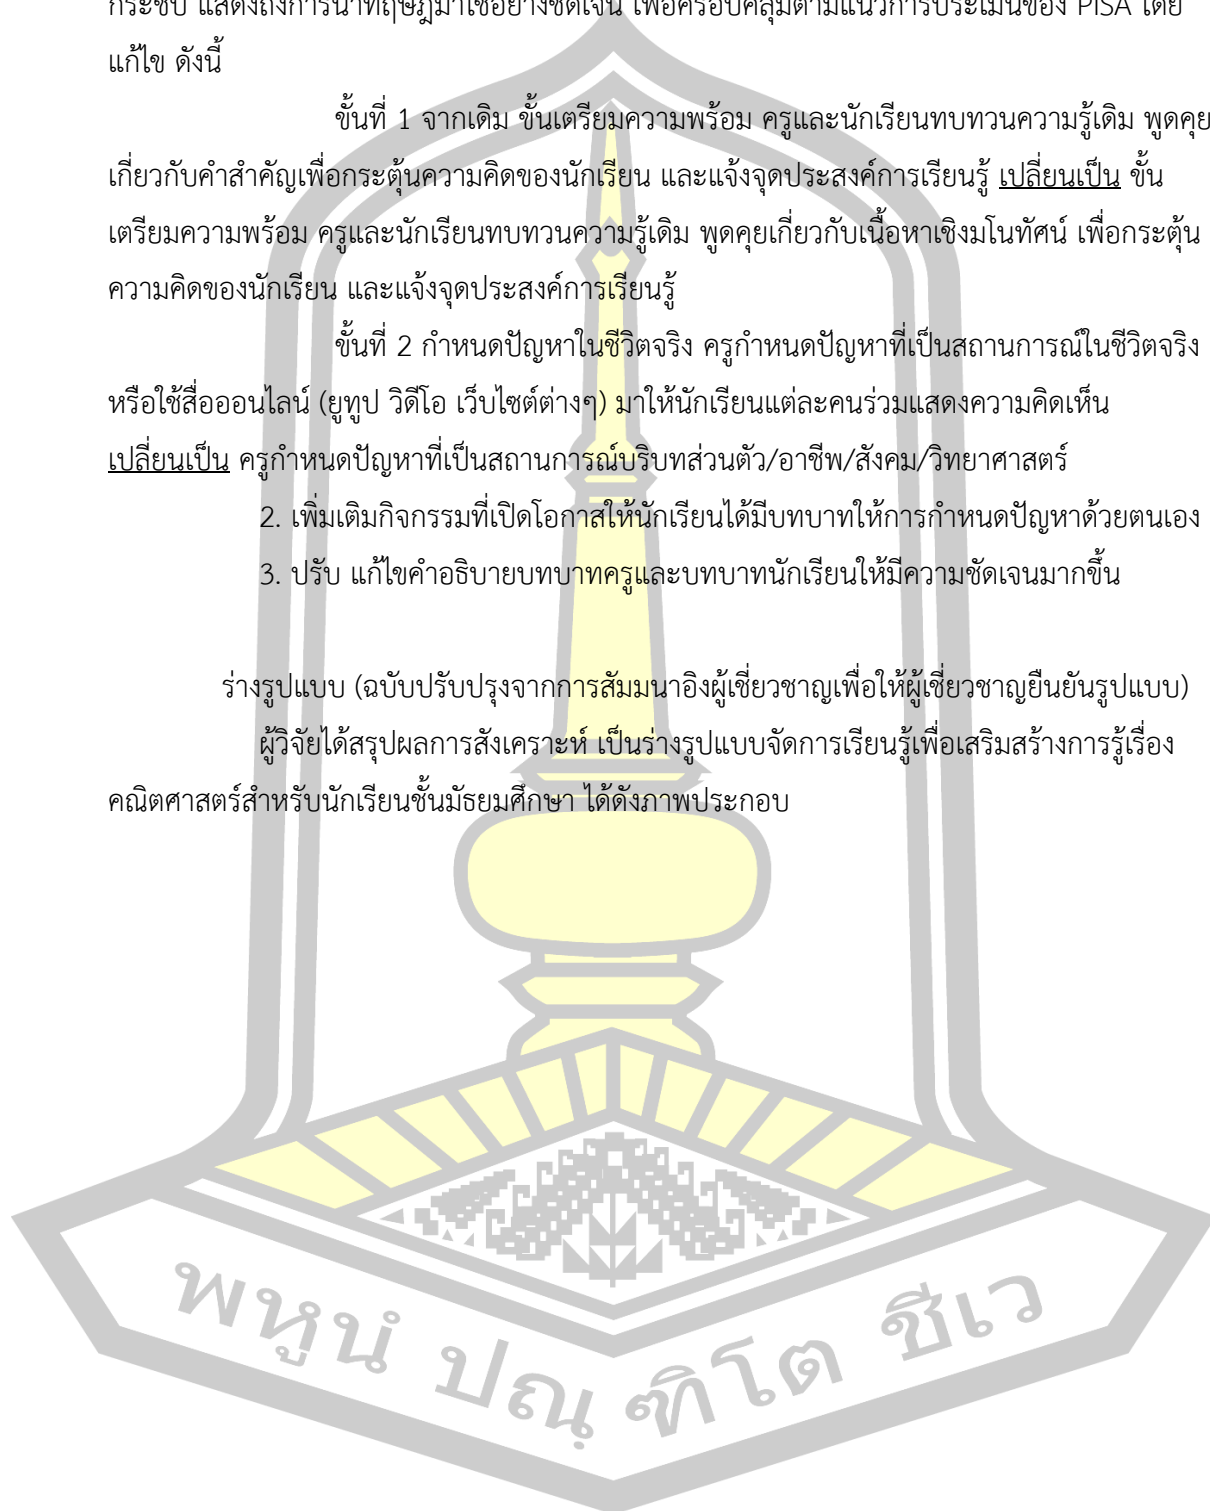 กระชับ แสดงถึงการนำทฤษฎีมาใช้อย่างชัดเจน เพื่อครอบคลุมตามแนวการประเมินของ PISA โดย
แก้ไข ดังนี้
ขั้นที่ 1 จากเดิม ขั้นเตรียมความพร้อม ครูและนักเรียนทบทวนความรู้เดิม พูดคุย
เกี่ยวกับคำสำคัญเพื่อกระตุ้นความคิดของนักเรียน และแจ้งจุดประสงค์การเรียนรู้ เปลี่ยนเป็น ขั้น
เตรียมความพร้อม ครูและนักเรียนทบทวนความรู้เดิม พูดคุยเกี่ยวกับเนื้อหาเชิงมโนทัศน์ เพื่อกระตุ้น
ความคิดของนักเรียน และแจ้งจุดประสงค์การเรียนรู้
ขั้นที่ 2 กำหนดปัญหาในชีวิตจริง ครูกำหนดปัญหาที่เป็นสถานการณ์ในชีวิตจริง
หรือใช้สื่อออนไลน์ (ยูทูป วิดีโอ เว็บไซต์ต่างๆ) มาให้นักเรียนแต่ละคนร่วมแสดงความคิดเห็น
เปลี่ยนเป็น ครูกำหนดปัญหาที่เป็นสถานการณ์บริบทส่วนตัว/อาชีพ/สังคม/วิทยาศาสตร์
2. เพิ่มเติมกิจกรรมที่เปิดโอกาสให้นักเรียนได้มีบทบาทให้การกำหนดปัญหาด้วยตนเอง
3. ปรับ แก้ไขคำอธิบายบทบาทครูและบทบาทนักเรียนให้มีความชัดเจนมากขึ้น
ร่างรูปแบบ (ฉบับปรับปรุงจากการสัมมนาอิงผู้เชี่ยวชาญเพื่อให้ผู้เชี่ยวชาญยืนยันรูปแบบ)
ผู้วิจัยได้สรุปผลการสังเคราะห์ เป็นร่างรูปแบบจัดการเรียนรู้เพื่อเสริมสร้างการรู้เรื่อง
คณิตศาสตร์สำหรับนักเรียนชั้นมัธยมศึกษา ได้ดังภาพประกอบ
พหูนํ ปณฺฑิโต ชีเว